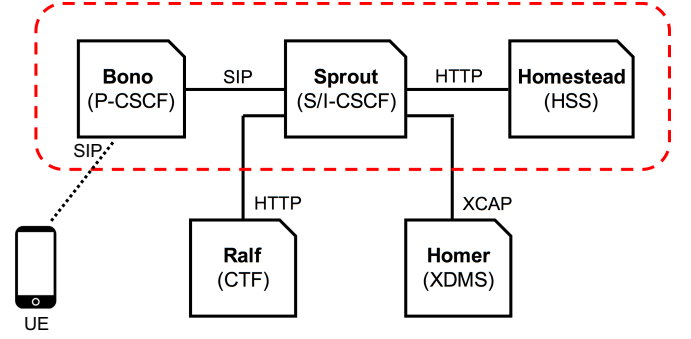 Bono
(P-CSCF)
SIP
Sprout
(S/I-CSCF)
HTTP
Homestead
(HSS)
SIP
HTTP
XCAP
Ralf
(CTF)
Homer
(XDMS)
UE